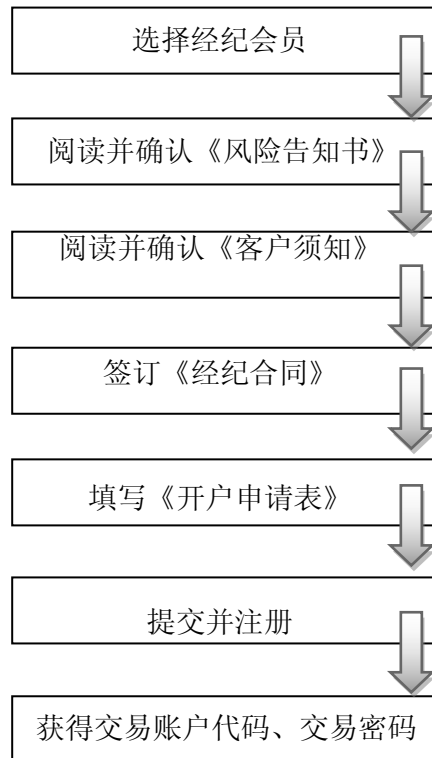 选择经纪会员
阅读并确认《风险告知书》
阅读并确认《客户须知》
签订《经纪合同》
填写《开户申请表》
提交并注册
获得交易账户代码、交易密码